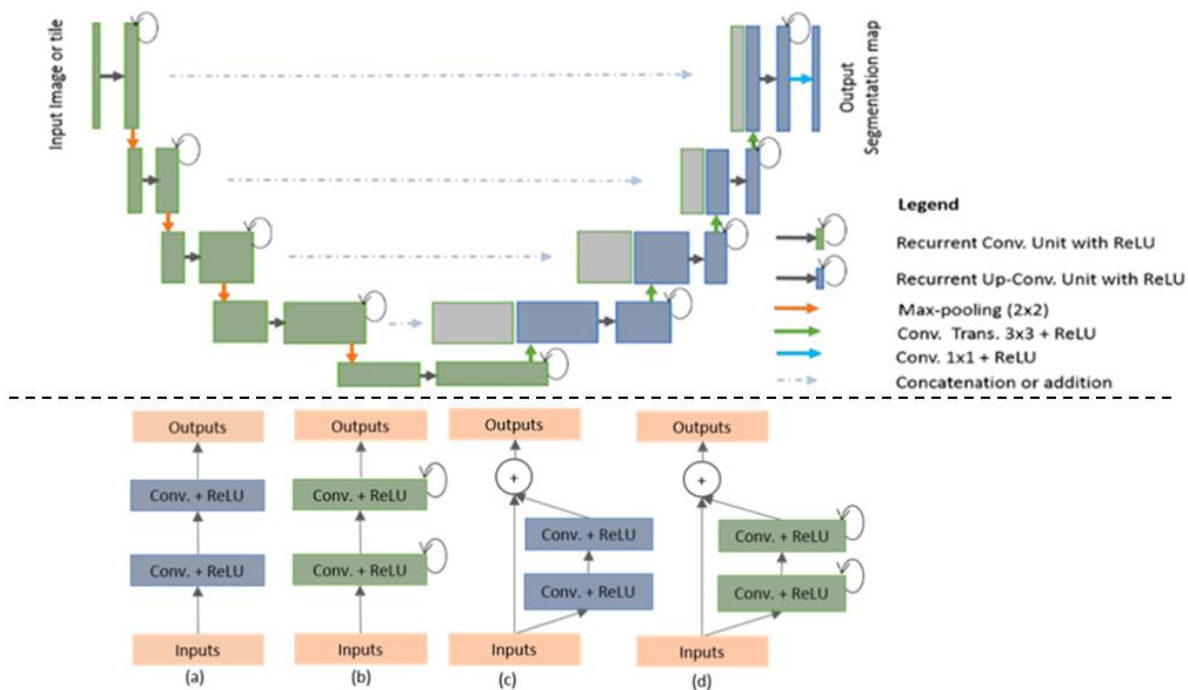 Input Image or tile
Output
Segmentation map
Legend
Recurrent Conv. Unit with ReLU
Recurrent Up-Conv. Unit with ReLU
Max-pooling (2x2)
Conv. Trans. 3x3 + ReLU
Conv. 1x1 + ReLU
Concatenation or addition
Outputs
Conv. + ReLU
Conv. + ReLU
Inputs
(a)
Outputs
Conv. + ReLU
Conv. + ReLU
Inputs
(b)
Outputs
+
Conv. + ReLU
Conv. + ReLU
Inputs
(c)
Outputs
+
Conv. + ReLU
Conv. + ReLU
Inputs
(d)